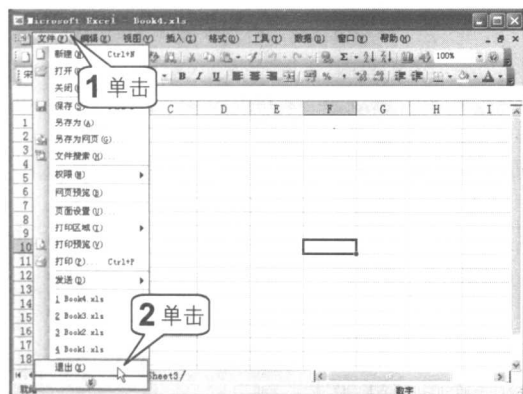 Microsoft Excel - Book4.xls
文件(F) 编辑(E) 视图(V) 插入(I) 格式(O) 工具(T) 数据(D) 窗口(W) 帮助(H)
新建(N)... Ctrl+N
100%
打开
1 单击
关闭
保存
C D E F G H I
另存为(A)
另存为网页(G)
文件搜索(H)
权限(M)
网页预览(B)
页面设置(U)
打印区域(T)
打印预览(V)
打印(P) Ctrl+P
发送(D)
1 Book4.xls
2 Book3.xls
3 Book2.xls
4 Book1.xls
2 单击
退出(X)
1
2
3
4
5
6
7
8
9
10
11
12
13
14
15
16
17
18
Sheet3
数字